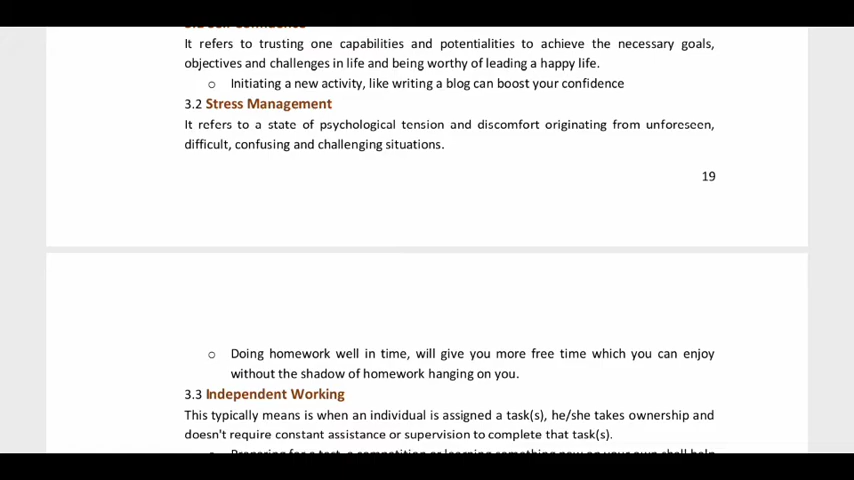 It refers to trusting one capabilities and potentialities to achieve the necessary goals,
objectives and challenges in life and being worthy of leading a happy life.
o Initiating a new activity, like writing a blog can boost your confidence
3.2 Stress Management
It refers to a state of psychological tension and discomfort originating from unforeseen,
difficult, confusing and challenging situations.
19
o Doing homework well in time, will give you more free time which you can enjoy
without the shadow of homework hanging on you.
3.3 Independent Working
This typically means is when an individual is assigned a task(s), he/she takes ownership and
doesn't require constant assistance or supervision to complete that task(s).